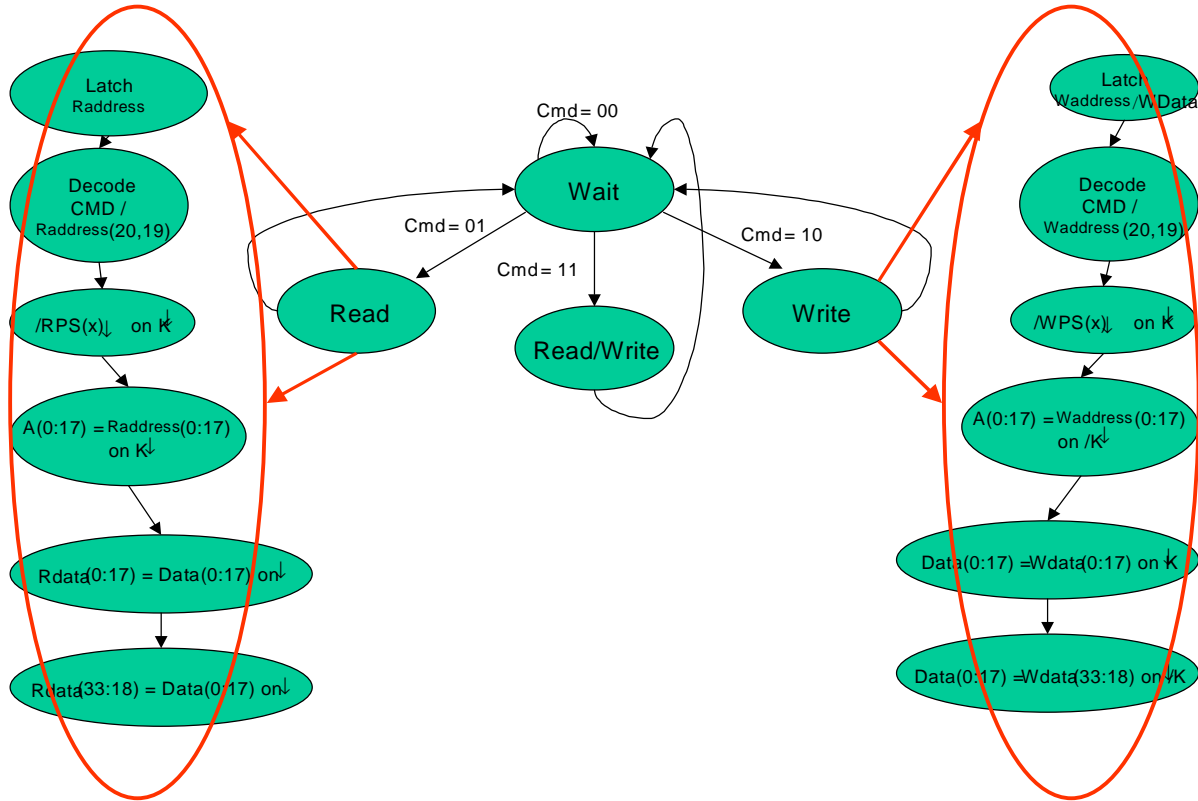 Latch
Raddress
Decode
CMD /
Raddress(20,19)
/RPS(x)↓ on K↓
A(0:17) = Raddress(0:17)
on K↓
Rdata(0:17) = Data(0:17) on↓
Rdata(33:18) = Data(0:17) on↓
Cmd= 00
Wait
Cmd= 01
Cmd= 10
Cmd= 11
Read
Write
Read/Write
Latch
Waddress/WData
Decode
CMD /
Waddress(20,19)
/WPS(x)↓ on K↓
A(0:17) = Waddress(0:17)
on /K↓
Data(0:17) =Wdata(0:17) on K↓
Data(0:17) =Wdata(33:18) on /K↓